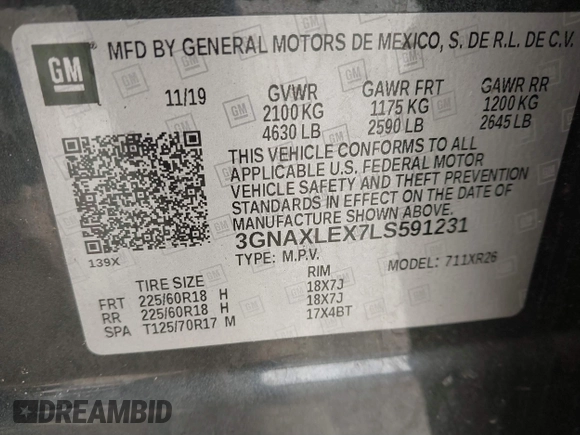 GM
MFD BY GENERAL MOTORS DE MEXICO, S. DE R.L. DE C.V.
11/19 GVWR GAWR FRT GAWR RR
2100 KG 1175 KG 1200 KG
4630 LB 2590 LB 2645 LB
THIS VEHICLE CONFORMS TO ALL
APPLICABLE U.S. FEDERAL MOTOR
VEHICLE SAFETY AND THEFT PREVENTION
STANDARDS IN EFFECT ON THE DATE OF
MANUFACTURE SHOWN ABOVE.
3GNAXLEX7LS591231
139X TYPE: M.P.V. MODEL: 711XR26
TIRE SIZE RIM
FRT 225/60R18 H 18X7J
RR 225/60R18 H 18X7J
SPA T125/70R17 M 17X4BT
DREAMBID